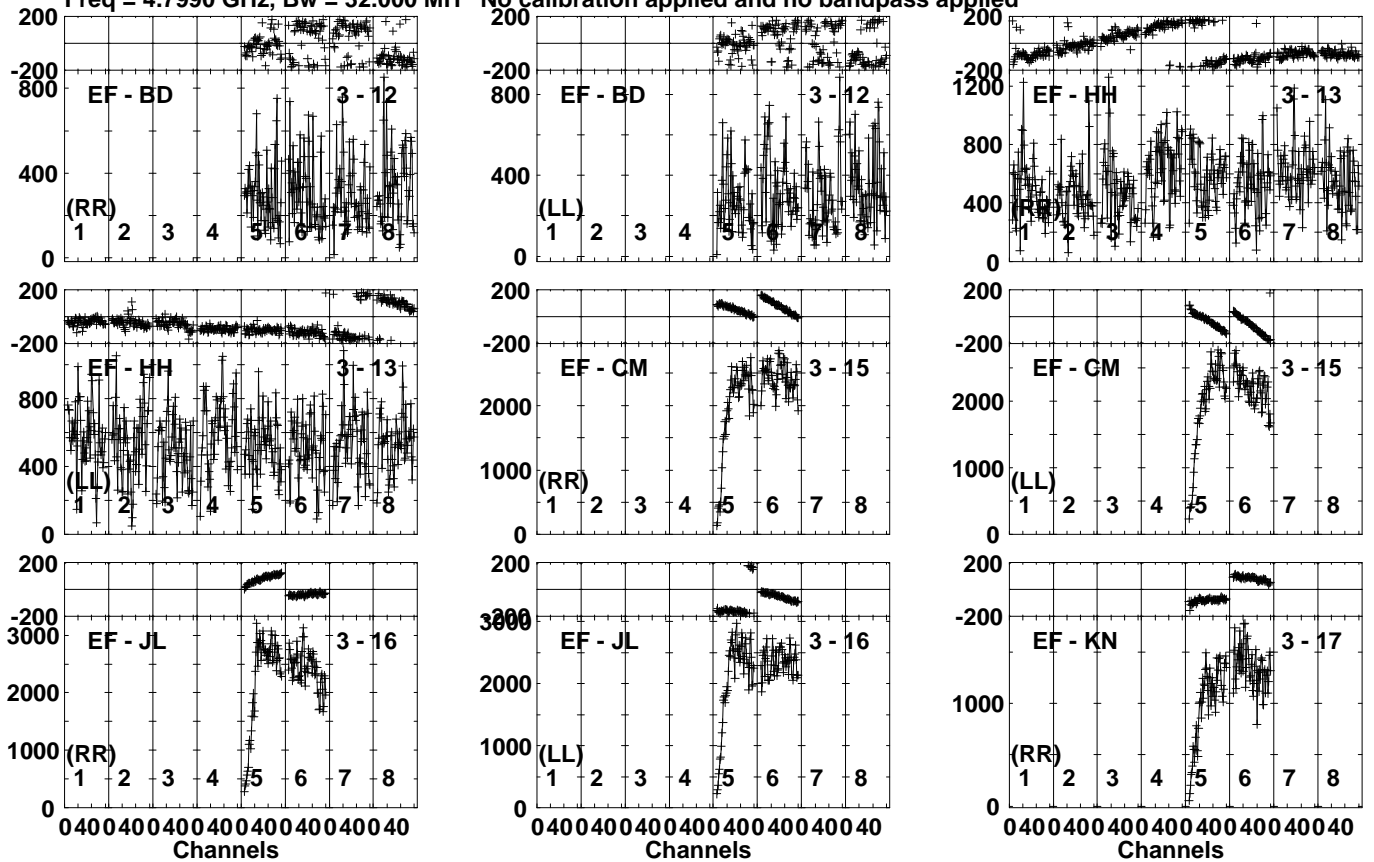 Freq = 4.7990 GHz, Bw = 32.000 MH No calibration applied and no bandpass applied
200 200 200
-200 -200 -200
800 EF - BD 3 - 12 800 EF - BD 3 - 12 1200 EF - HH 3 - 13
800
400 400 400
(RR) (LL) (RR)
1 2 3 4 5 6 7 8 1 2 3 4 5 6 7 8 1 2 3 4 5 6 7 8
0 0 0
200 200 200
-200 -200 -200
EF - HH 3 - 13 EF - CM 3 - 15 EF - CM 3 - 15
800 2000 2000
400 1000 1000
(LL) (RR) (LL)
1 2 3 4 5 6 7 8 1 2 3 4 5 6 7 8 1 2 3 4 5 6 7 8
0 0 0
200 200 200
-200 -200 -200
3000 EF - JL 3 - 16 3000 EF - JL 3 - 16 EF - KN 3 - 17
2000 2000
1000 1000 1000
(RR) (LL) (RR)
1 2 3 4 5 6 7 8 1 2 3 4 5 6 7 8 1 2 3 4 5 6 7 8
0 0 0
0 40 0 40 0 40 0 40 0 40 0 40 0 40 0 40 0 40 0 40 0 40 0 40 0 40 0 40 0 40 0 40 0 40 0 40 0 40 0 40 0 40 0 40 0 40 0 40
Channels Channels Channels